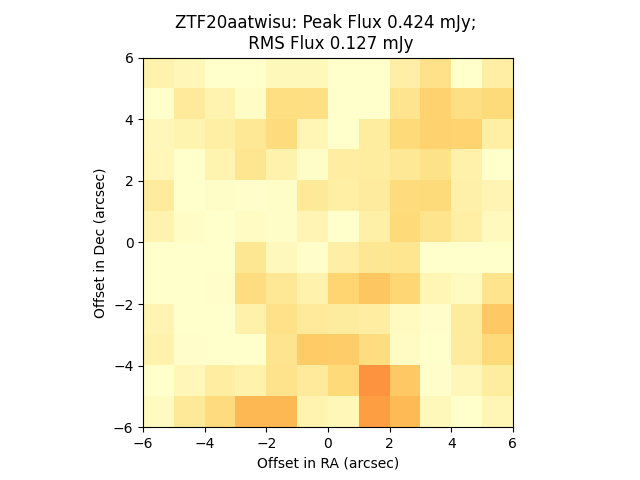 ZTF20aatwisu: Peak Flux 0.424 mJy;
RMS Flux 0.127 mJy
6
4
2
0
−2
−4
−6
Offset in Dec (arcsec)
−6 −4 −2 0 2 4 6
Offset in RA (arcsec)